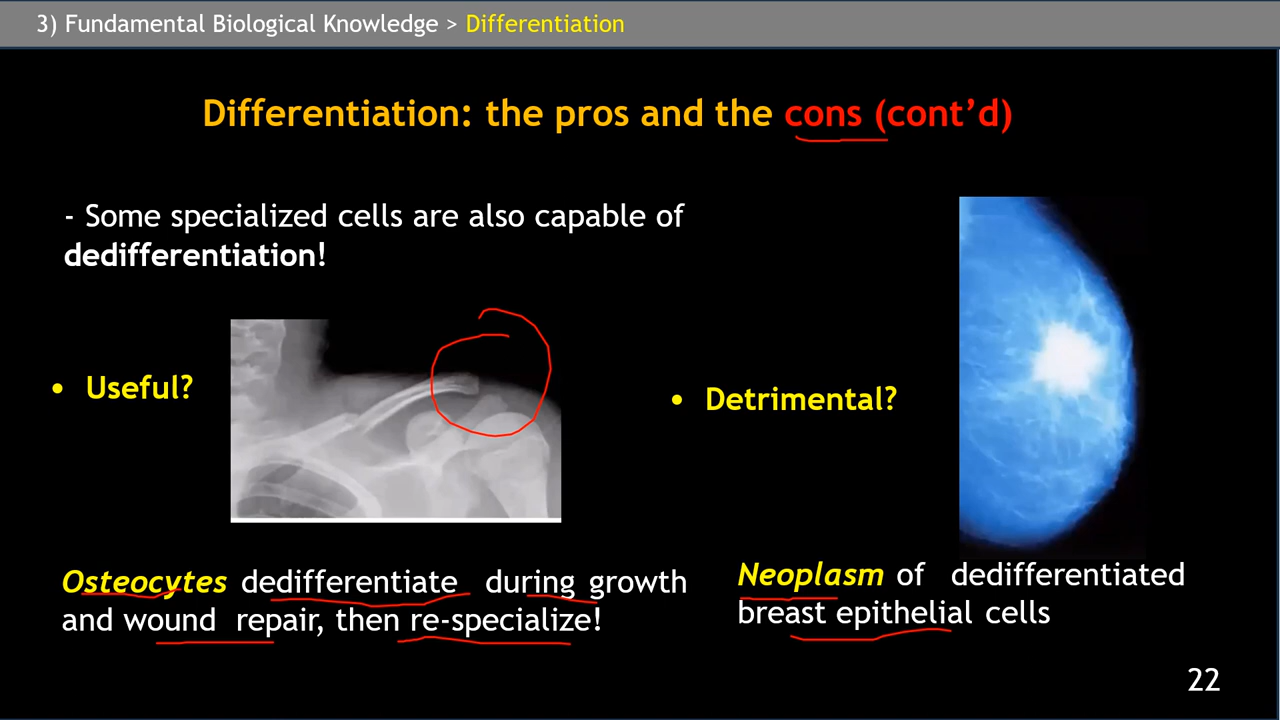 3) Fundamental Biological Knowledge > Differentiation
Differentiation: the pros and the cons (cont’d)
- Some specialized cells are also capable of
dedifferentiation!
• Useful?
• Detrimental?
Osteocytes dedifferentiate during growth
and wound repair, then re-specialize!
Neoplasm of dedifferentiated
breast epithelial cells
22